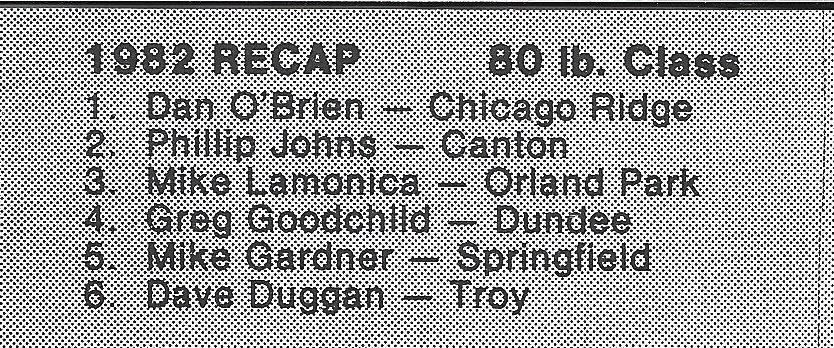 1982 RECAP 80 lb. Class
1. Dan O'Brien — Chicago Ridge
2. Phillip Johns — Canton
3. Mike Lamonica — Orland Park
4. Greg Goodchild — Dundee
5. Mike Gardner — Springfield
6. Dave Duggan — Troy